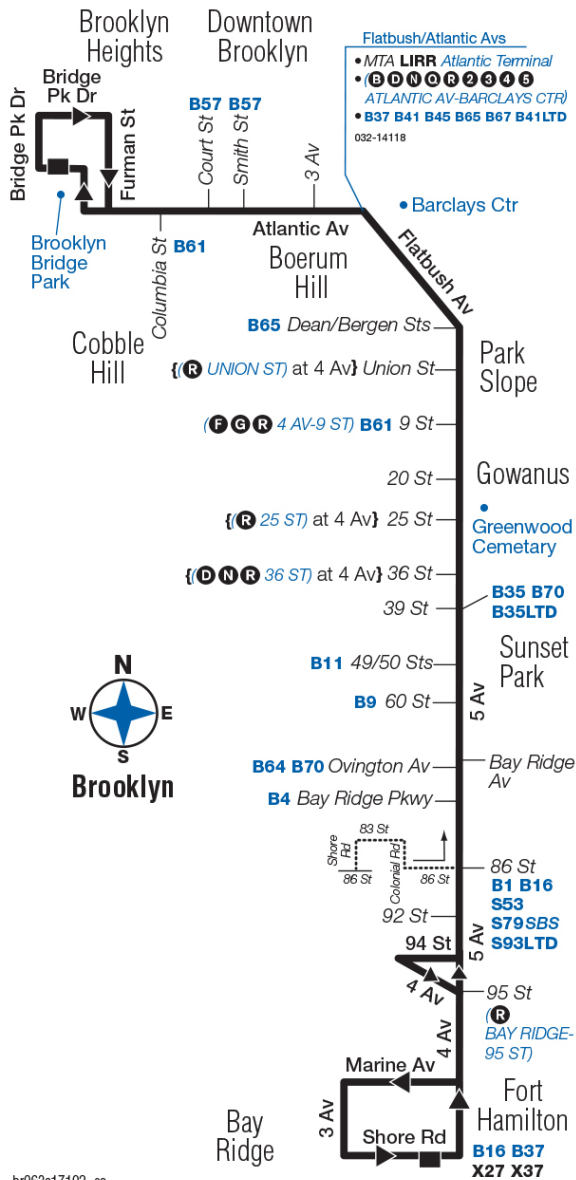 Brooklyn
Heights
Downtown
Brooklyn
Flatbush/Atlantic Avs
• MTA LIRR Atlantic Terminal
• (B D N Q R 2 3 4 5
ATLANTIC AV-BARCLAYS CTR)
• B37 B41 B45 B65 B67 B41LTD
032-14118
Bridge
Pk Dr
Bridge Pk Dr
Furman St
B57 B57
Court St
Smith St
3 Av
• Barclays Ctr
Brooklyn
Bridge
Park
Columbia St
B61
Atlantic Av
Boerum
Hill
Flatbush Av
Cobble
Hill
B65 Dean/Bergen Sts
Park
Slope
{(R UNION ST) at 4 Av} Union St
(F G R 4 AV-9 ST) B61 9 St
20 St
Gowanus
{(R 25 ST) at 4 Av} 25 St
• Greenwood
Cemetary
{(D N R 36 ST) at 4 Av} 36 St
B35 B70
B35LTD
39 St
Sunset
Park
B11 49/50 Sts
B9 60 St
5 Av
N
W E
S
Brooklyn
B64 B70 Ovington Av
Bay Ridge
Av
B4 Bay Ridge Pkwy
83 St
Shore
Rd
86 St
Colonial Rd
86 St
86 St
B1 B16
S53
S79SBS
S93LTD
92 St
5 Av
94 St
4 Av
95 St
(R
BAY RIDGE-
95 ST)
4 Av
Marine Av
3 Av
Shore Rd
Fort
Hamilton
Bay
Ridge
B16 B37
X27 X37